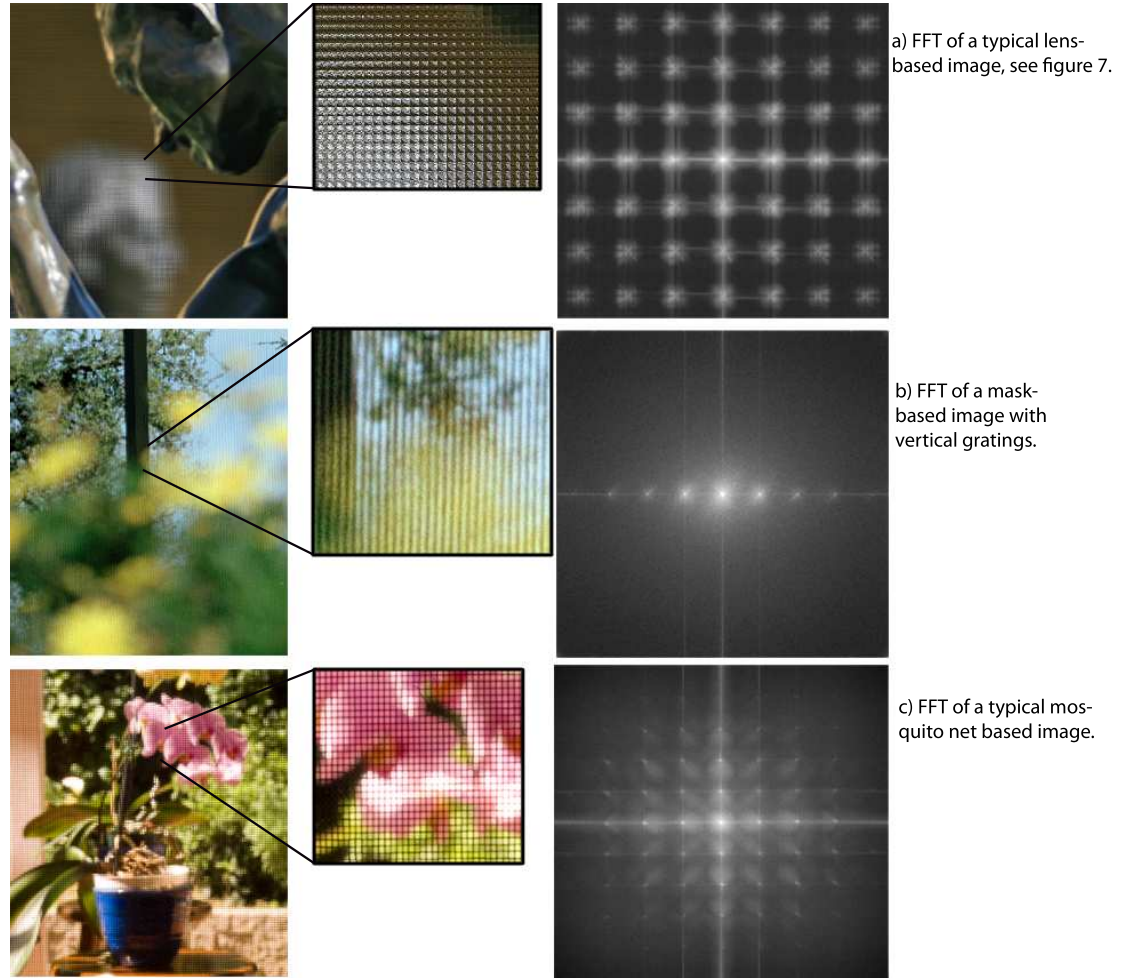 a) FFT of a typical lens-
based image, see figure 7.
b) FFT of a mask-
based image with
vertical gratings.
c) FFT of a typical mos-
quito net based image.